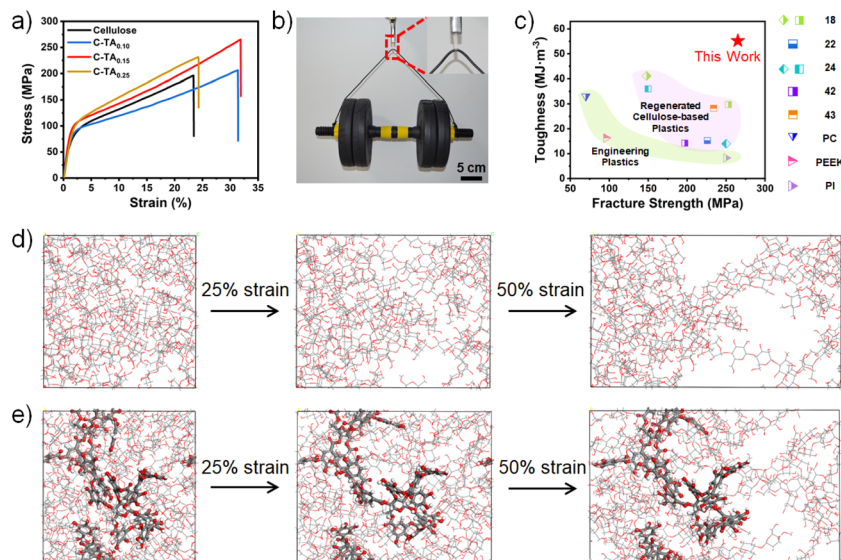 a)
Stress (MPa)
300
250
200
150
100
50
0
Cellulose
C-TA0.10
C-TA0.15
C-TA0.25
0 5 10 15 20 25 30 35
Strain (%)
b)
5 cm
c)
Toughness (MJ·m-3)
60
50
40
30
20
10
0
This Work
Regenerated
Cellulose-based
Plastics
Engineering
Plastics
50 100 150 200 250 300
Fracture Strength (MPa)
18
22
24
42
43
PC
PEEK
PI
d)
25% strain
50% strain
e)
25% strain
50% strain